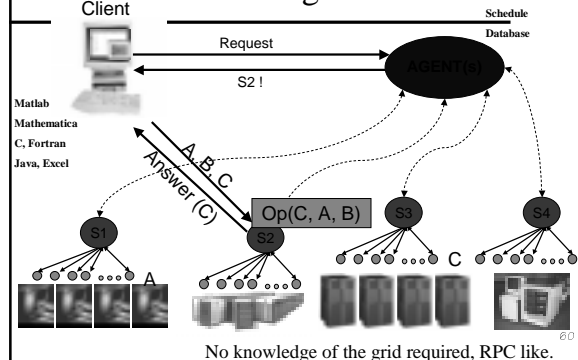 Client
Schedule
Database
Request
AGENT(s)
S2 !
Matlab
Mathematica
C, Fortran
Java, Excel
A, B, C
Answer (C)
Op(C, A, B)
S1
S2
S3
S4
A
C
60
No knowledge of the grid required, RPC like.